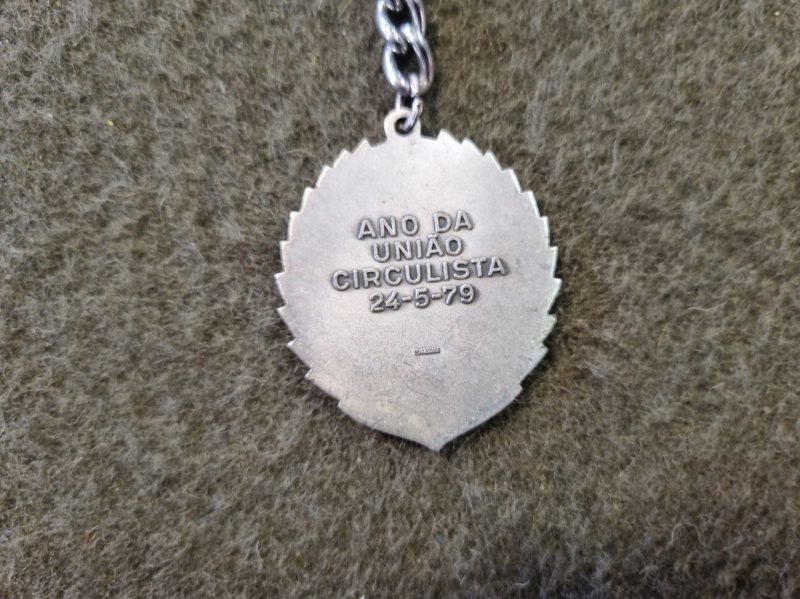 ANO DA
UNIÃO
CIRCULISTA
24-5-79